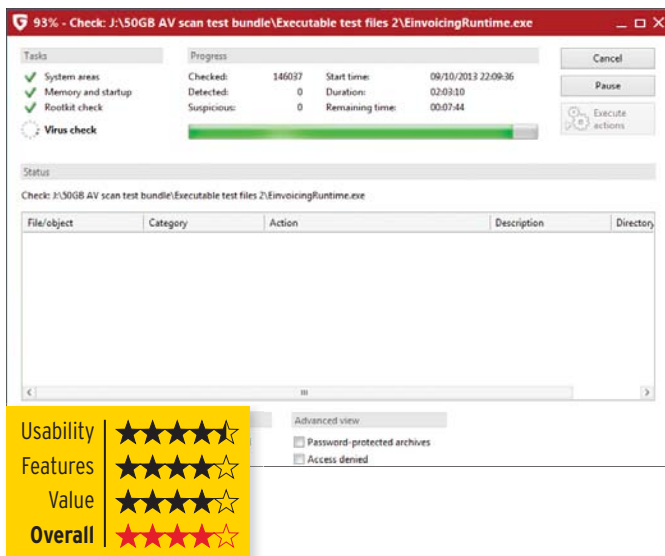 93% - Check: J:\50GB AV scan test bundle\Executable test files 2\EinvoicingRuntime.exe
Tasks
System areas
Memory and startup
Rootkit check
Virus check
Progress
Checked: 146037 Start time: 09/10/2013 22:09:36
Detected: 0 Duration: 02:03:10
Suspicious: 0 Remaining time: 00:07:44
Cancel
Pause
Execute
actions
Status
Check: J:\50GB AV scan test bundle\Executable test files 2\EinvoicingRuntime.exe
File/object Category Action Description Directory
Advanced view
Password-protected archives
Access denied
Usability
Features
Value
Overall